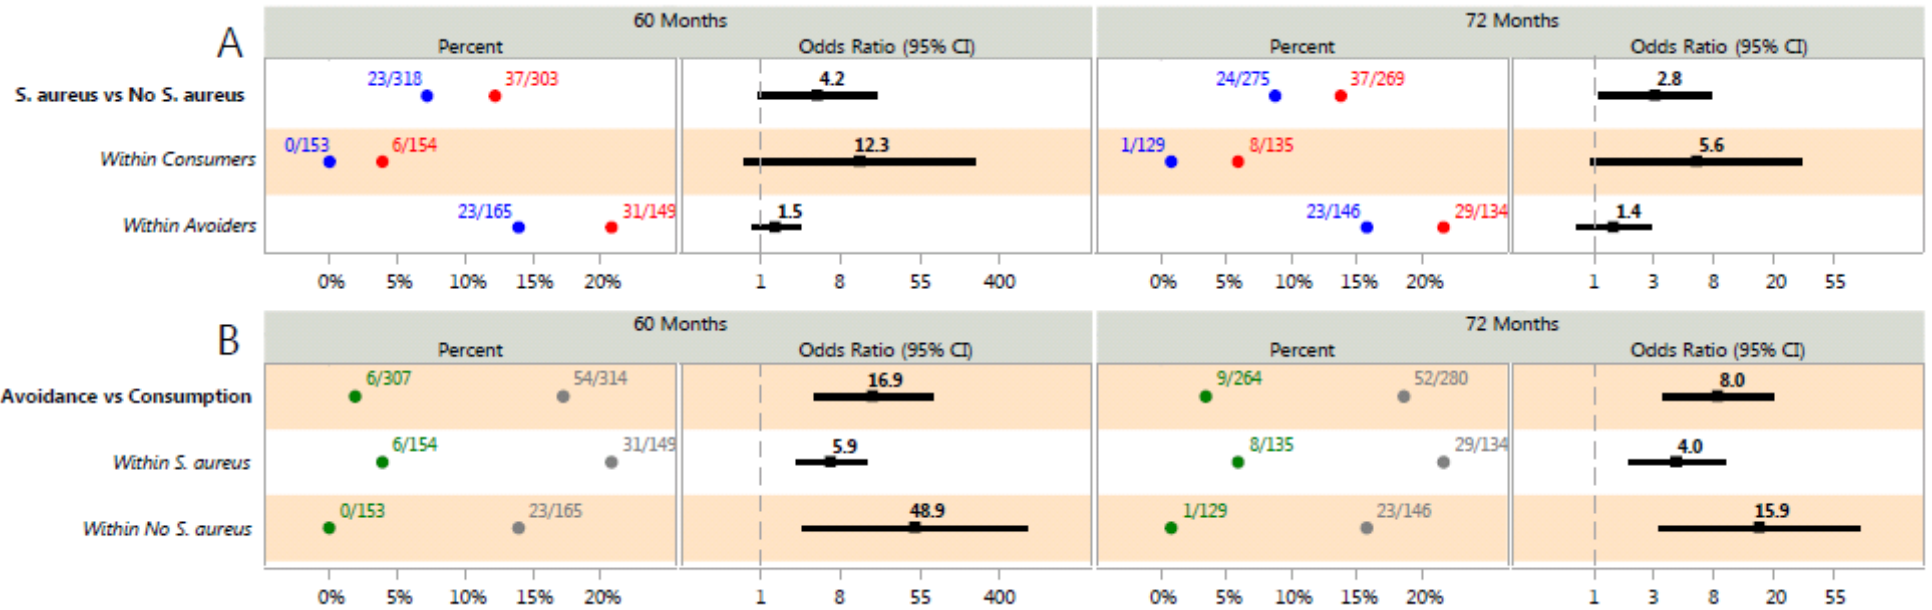 A
60 Months
72 Months
Percent
Odds Ratio (95% CI)
Percent
Odds Ratio (95% CI)
S. aureus vs No S. aureus
23/318
37/303
4.2
24/275
37/269
2.8
Within Consumers
0/153
6/154
12.3
1/129
8/135
5.6
Within Avoiders
23/165
31/149
1.5
23/146
29/134
1.4
0% 5% 10% 15% 20%
1 8 55 400
0% 5% 10% 15% 20%
1 3 8 20 55
B
60 Months
72 Months
Percent
Odds Ratio (95% CI)
Percent
Odds Ratio (95% CI)
Avoidance vs Consumption
6/307
54/314
16.9
9/264
52/280
8.0
Within S. aureus
6/154
31/149
5.9
8/135
29/134
4.0
Within No S. aureus
0/153
23/165
48.9
1/129
23/146
15.9
0% 5% 10% 15% 20%
1 8 55 400
0% 5% 10% 15% 20%
1 3 8 20 55